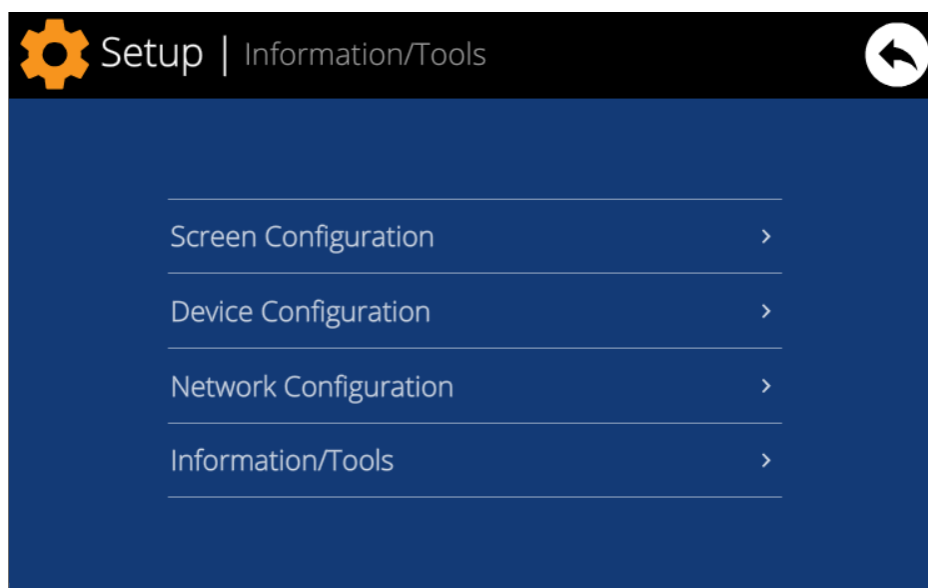 Setup | Information/Tools
Screen Configuration
Device Configuration
Network Configuration
Information/Tools